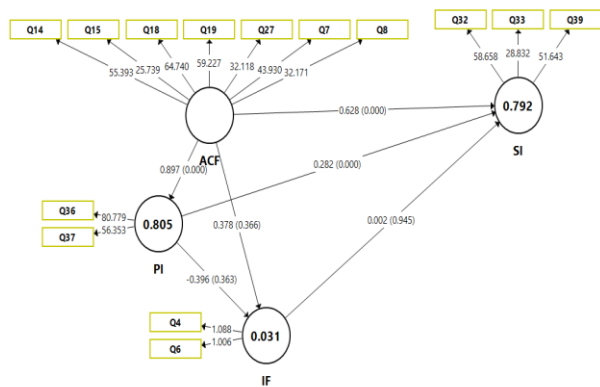 Q14
Q15
Q18
Q19
Q27
Q7
Q8
Q32
Q33
Q39
55.393
25.739
64.740
59.227
32.118
43.930
32.171
58.658
28.832
51.643
0.792
SI
ACF
0.628 (0.000)
0.897 (0.000)
0.282 (0.000)
0.378 (0.366)
0.002 (0.945)
Q36
Q37
80.779
56.353
0.805
PI
-0.396 (0.363)
Q4
Q6
1.088
1.006
0.031
IF